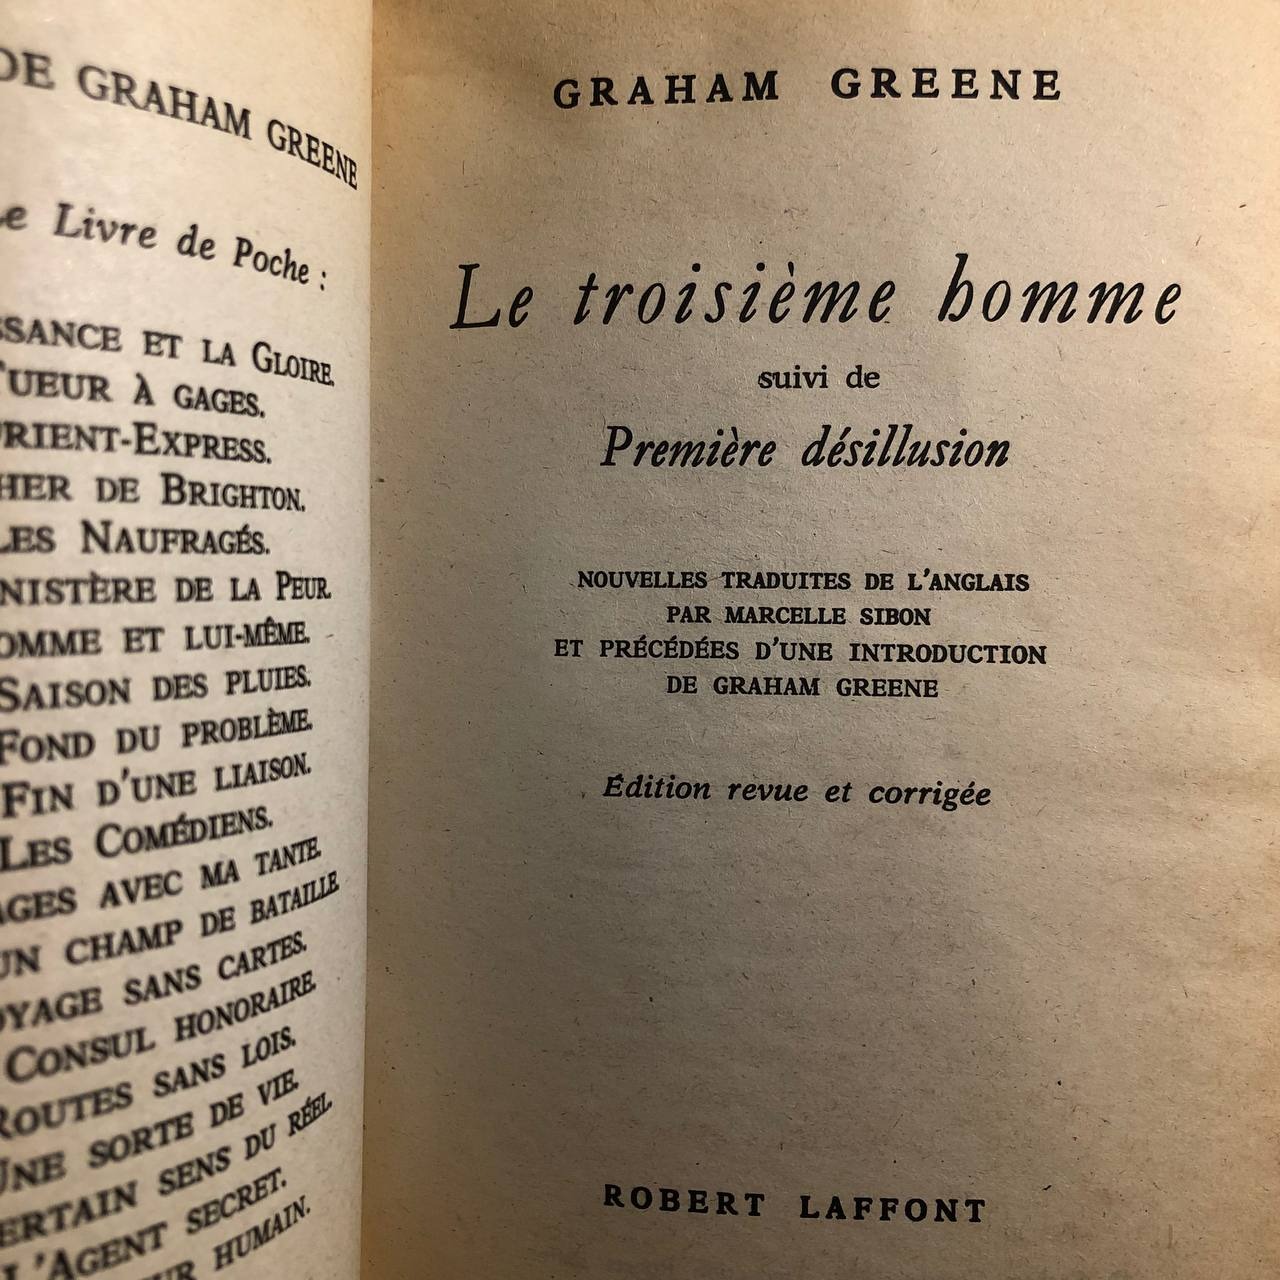 DE GRAHAM GREENE
Le Livre de Poche :
SSANCE ET LA GLOIRE.
TUEUR À GAGES.
ORIENT-EXPRESS.
HER DE BRIGHTON.
LES NAUFRAGÉS.
NISTÈRE DE LA PEUR.
OMME ET LUI-MÊME.
SAISON DES PLUIES.
FOND DU PROBLÈME.
FIN D'UNE LIAISON.
LES COMÉDIENS.
AGES AVEC MA TANTE.
UN CHAMP DE BATAILLE.
OYAGE SANS CARTES.
CONSUL HONORAIRE.
ROUTES SANS LOIS.
UNE SORTE DE VIE.
ERTAIN SENS DU RÉEL.
L'AGENT SECRET.
UR HUMAIN.
GRAHAM GREENE
Le troisième homme
suivi de
Première désillusion
NOUVELLES TRADUITES DE L'ANGLAIS
PAR MARCELLE SIBON
ET PRÉCÉDÉES D'UNE INTRODUCTION
DE GRAHAM GREENE
Édition revue et corrigée
ROBERT LAFFONT